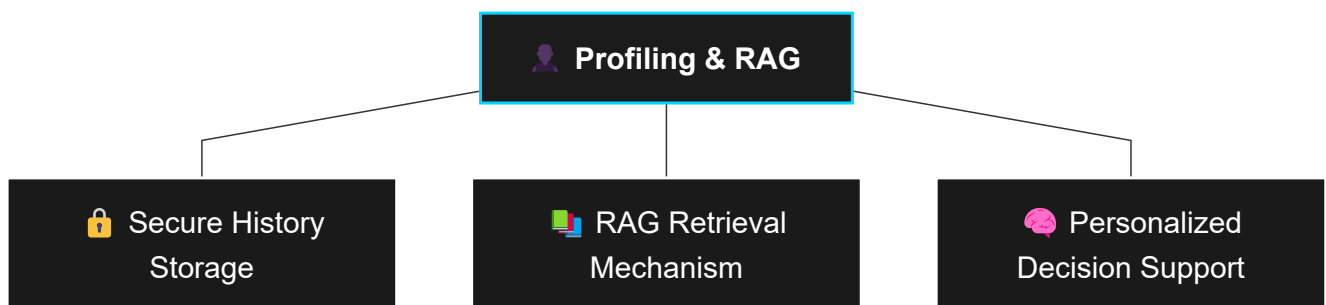 Profiling & RAG
Secure History
Storage
RAG Retrieval
Mechanism
Personalized
Decision Support